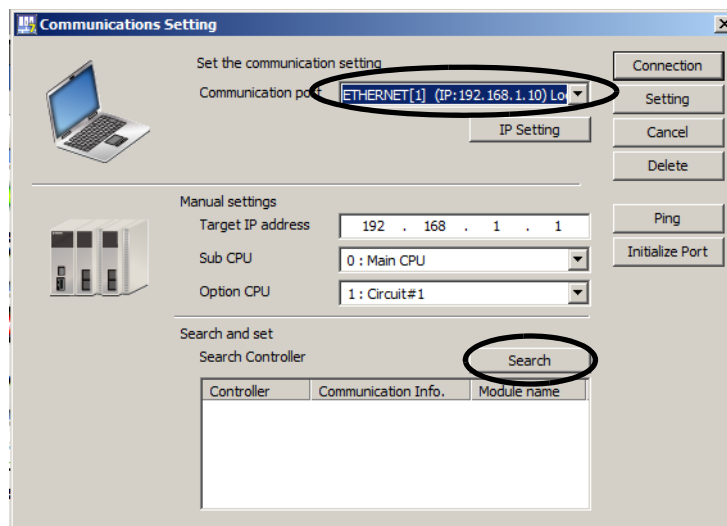 Communications Setting
Set the communication setting
Communication port
ETHERNET[1] (IP:192.168.1.10) Lo
IP Setting
Connection
Setting
Cancel
Delete
Manual settings
Target IP address
192 . 168 . 1 . 1
Sub CPU
0 : Main CPU
Option CPU
1 : Circuit#1
Ping
Initialize Port
Search and set
Search Controller
Search
Controller Communication Info. Module name